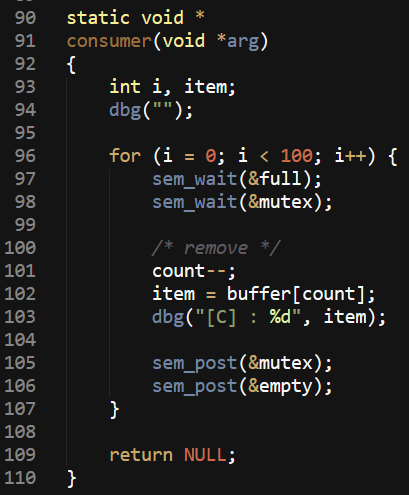 90 static void *
91 consumer(void *arg)
92 {
93     int i, item;
94     dbg("");
95
96     for (i = 0; i < 100; i++) {
97         sem_wait(&full);
98         sem_wait(&mutex);
99
100         /* remove */
101         count--;
102         item = buffer[count];
103         dbg("[C] : %d", item);
104
105         sem_post(&mutex);
106         sem_post(&empty);
107     }
108
109     return NULL;
110 }